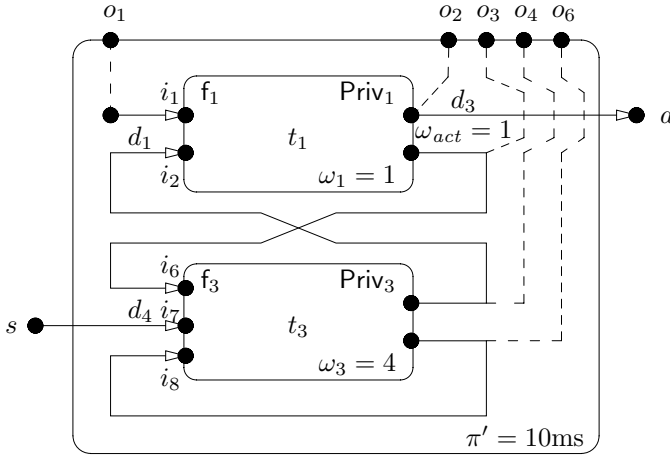 o₁ o₂ o₃ o₄ o₆
i₁ f₁ Priv₁ d₃
a
d₁ t₁ ω_act = 1
i₂ ω₁ = 1
i₆ f₃ Priv₃
s d₄ i₇ t₃
i₈ ω₃ = 4
π′ = 10ms